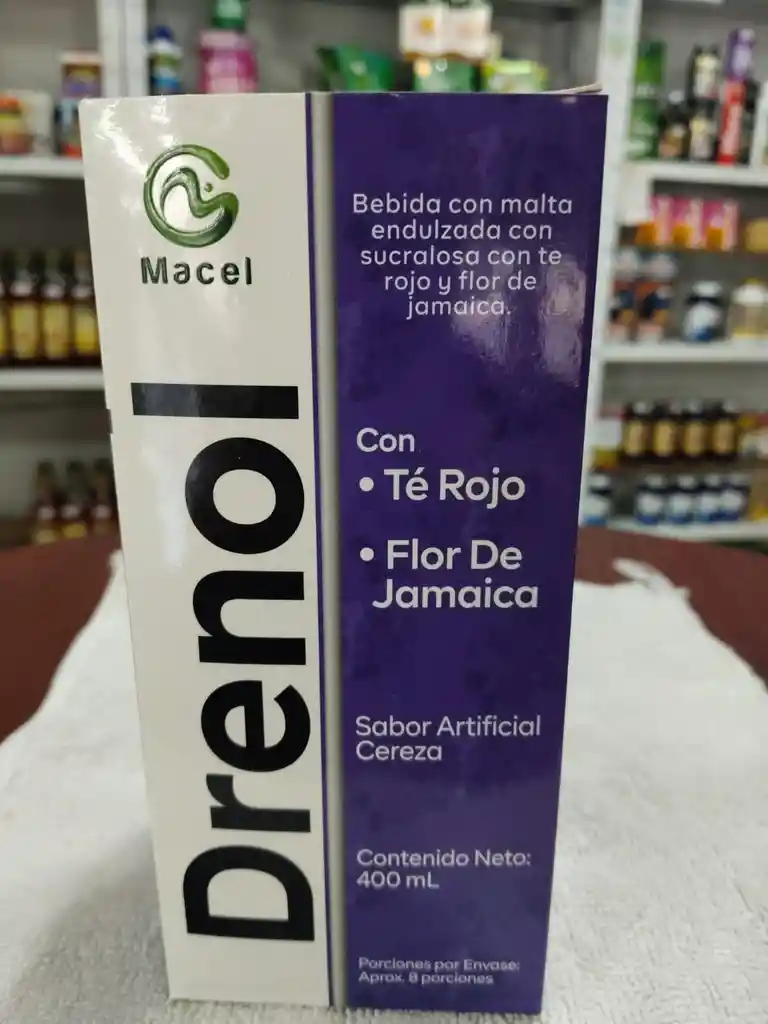 Macel
Drenol
Bebida con malta
endulzada con
sucralosa con te
rojo y flor de
jamaica.
Con
• Té Rojo
• Flor De
Jamaica
Sabor Artificial
Cereza
Contenido Neto:
400 mL
Porciones por Envase:
Aprox. 8 porciones